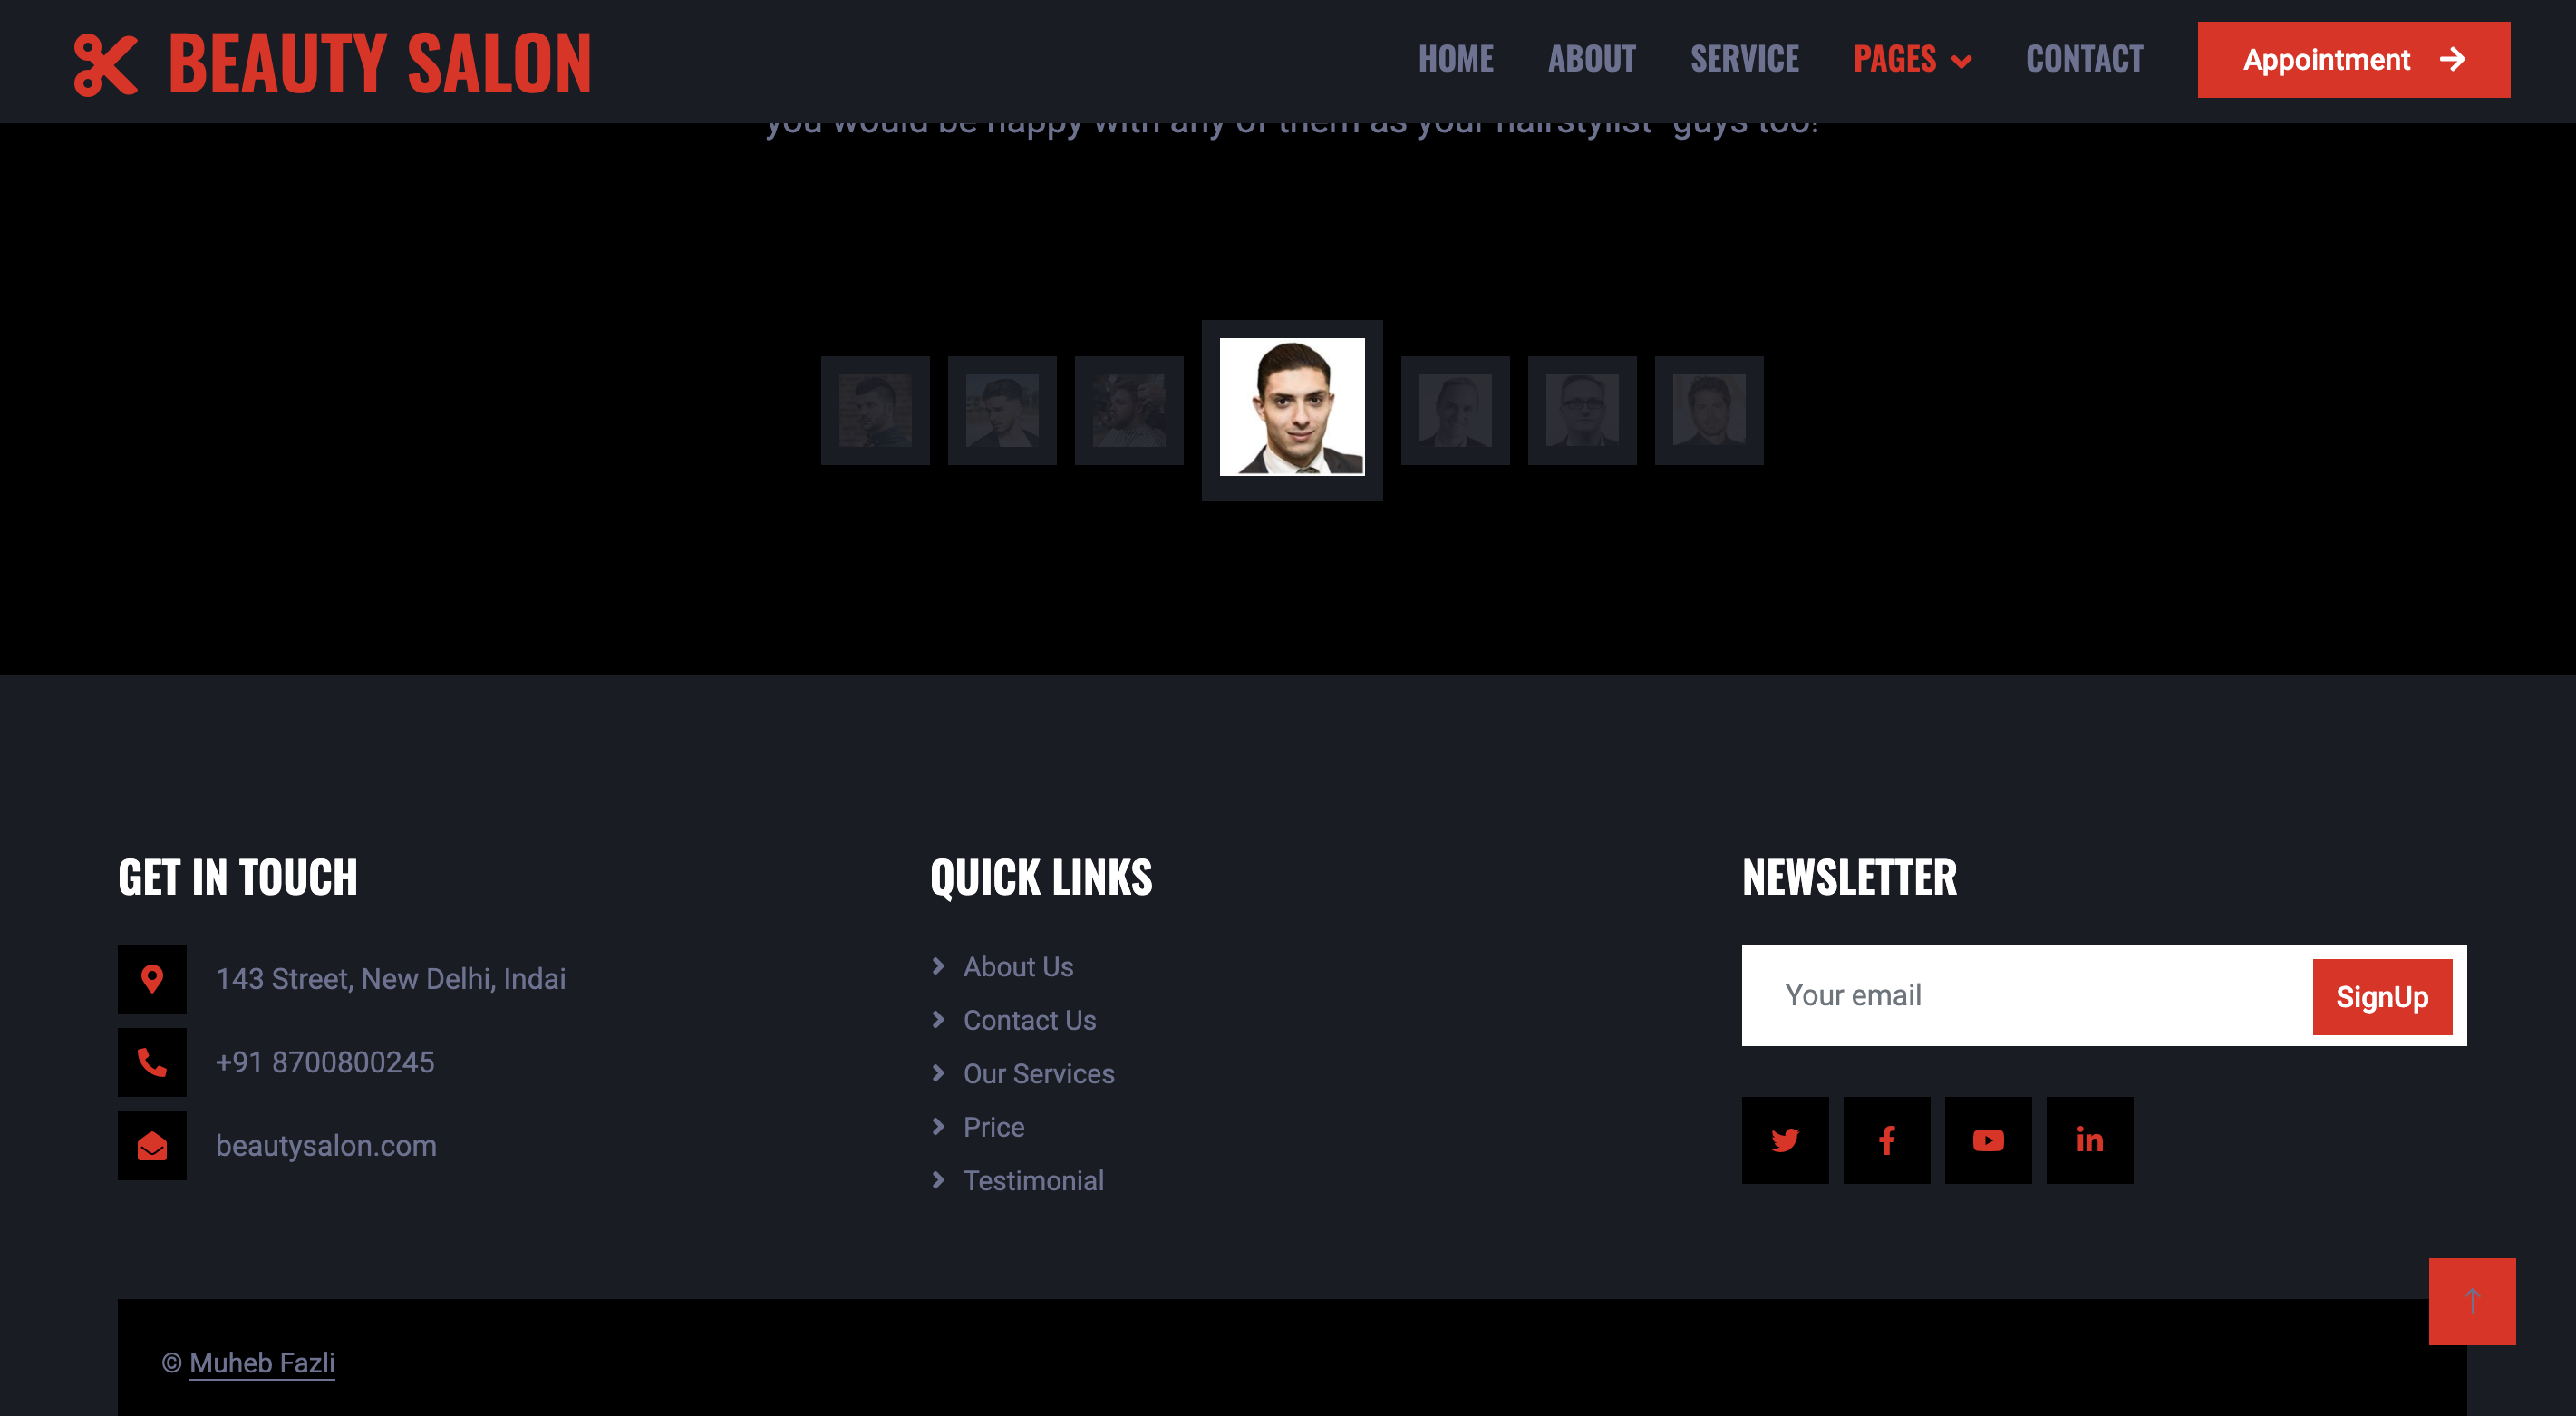 BEAUTY SALON
HOME ABOUT SERVICE PAGES CONTACT Appointment
you would be happy with any of them as your hairstylist guys too!
GET IN TOUCH
143 Street, New Delhi, Indai
+91 8700800245
beautysalon.com
QUICK LINKS
About Us
Contact Us
Our Services
Price
Testimonial
NEWSLETTER
Your email SignUp
© Muheb Fazli